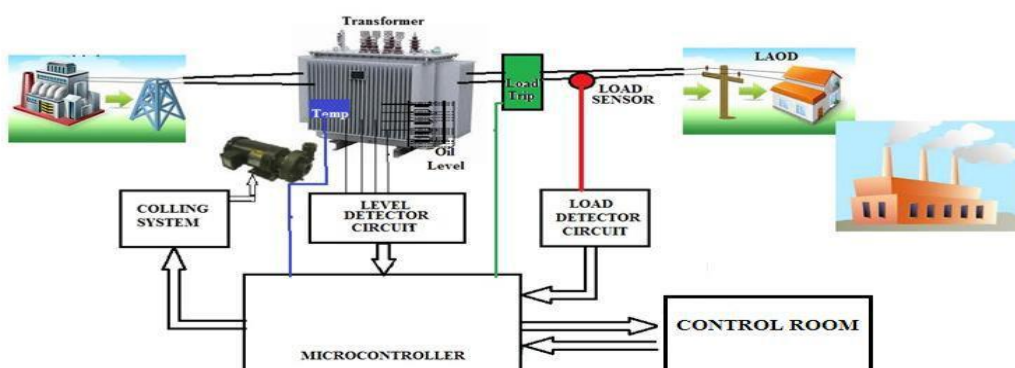 Transformer
LAOD
Load
Trip
LOAD
SENSOR
Temp
Oil
Level
COLLING
SYSTEM
LEVEL
DETECTOR
CIRCUIT
LOAD
DETECTOR
CIRCUIT
CONTROL ROOM
MICROCONTROLLER